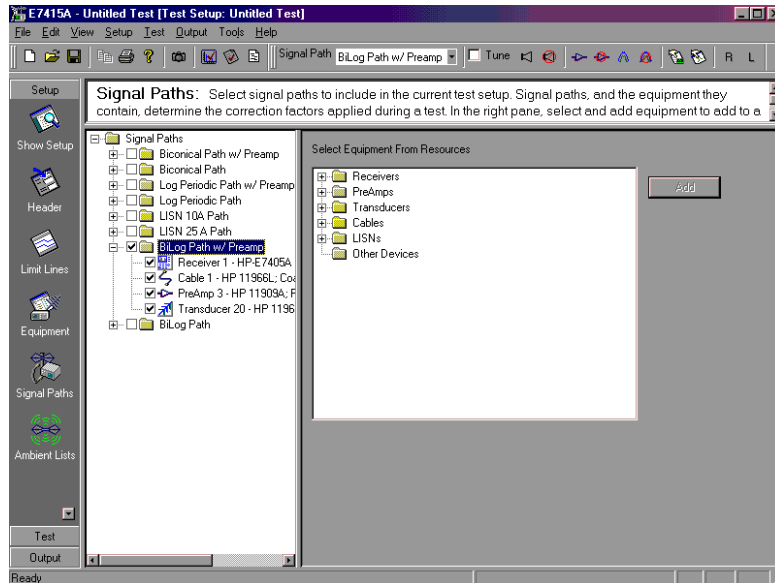 E7415A - Untitled Test [Test Setup: Untitled Test]
File Edit View Setup Test Output Tools Help
Signal Path BiLog Path w/ Preamp Tune R L
Setup
Show Setup
Header
Limit Lines
Equipment
Signal Paths
Ambient Lists
Test
Output
Signal Paths: Select signal paths to include in the current test setup. Signal paths, and the equipment they
contain, determine the correction factors applied during a test. In the right pane, select and add equipment to add to a
Signal Paths
Biconical Path w/ Preamp
Biconical Path
Log Periodic Path w/ Preamp
Log Periodic Path
LISN 10A Path
LISN 25 A Path
BiLog Path w/ Preamp
Receiver 1 - HP-E7405A
Cable 1 - HP 11966L; Coa
PreAmp 3 - HP 11909A; F
Transducer 20 - HP 1196
BiLog Path
Select Equipment From Resources
Receivers
PreAmps
Transducers
Cables
LISNs
Other Devices
Add
Ready